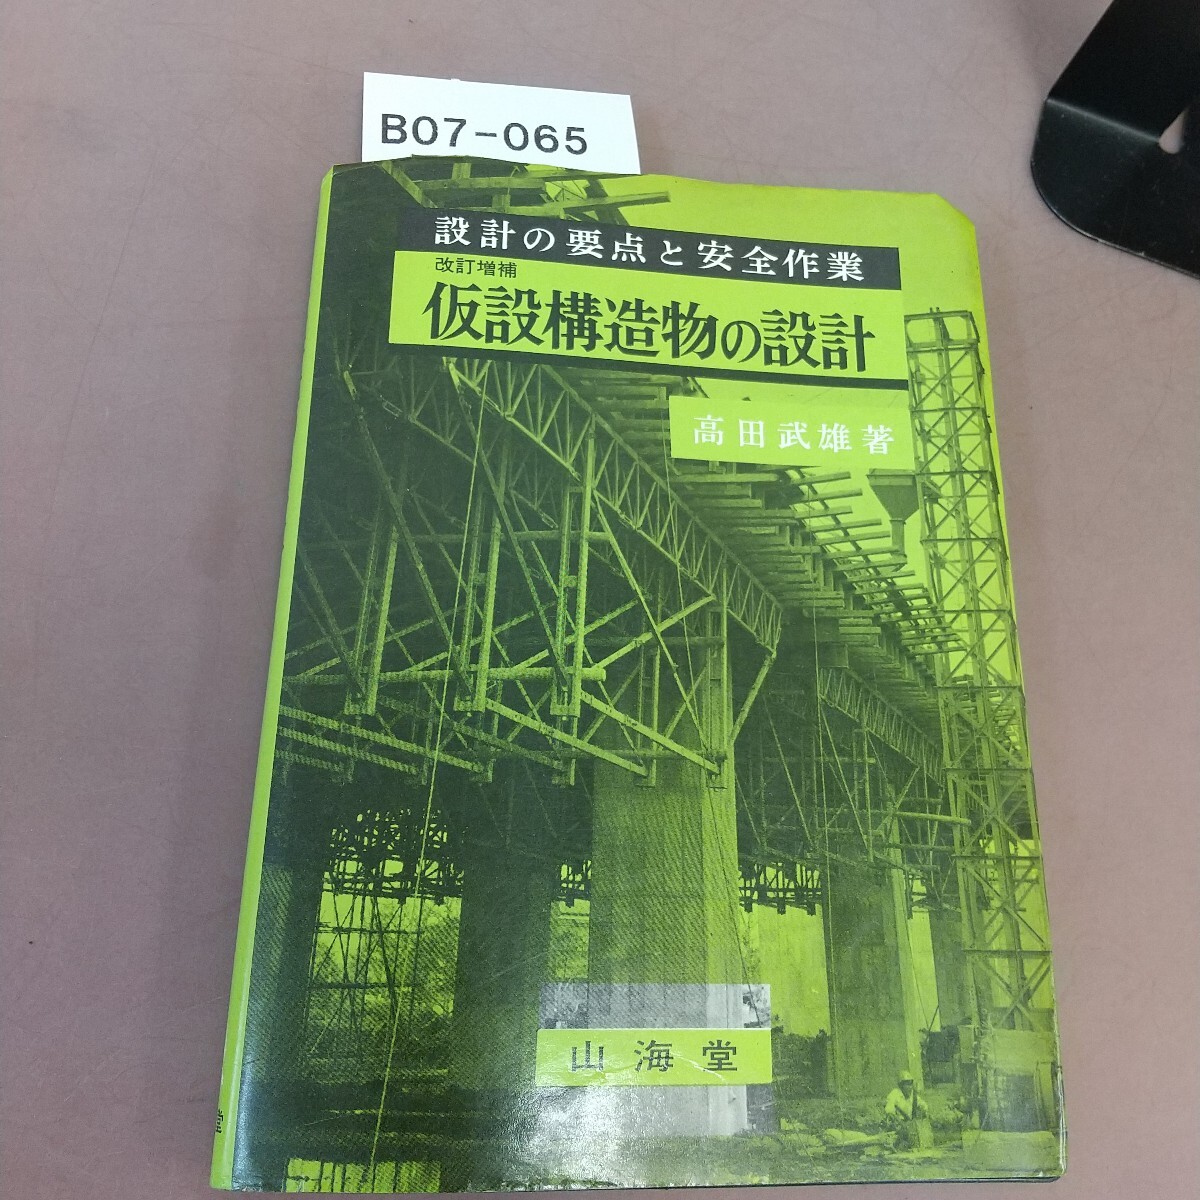 B07-065
設計の要点と安全作業
改訂増補
仮設構造物の設計
高田武雄著
山海堂
堂